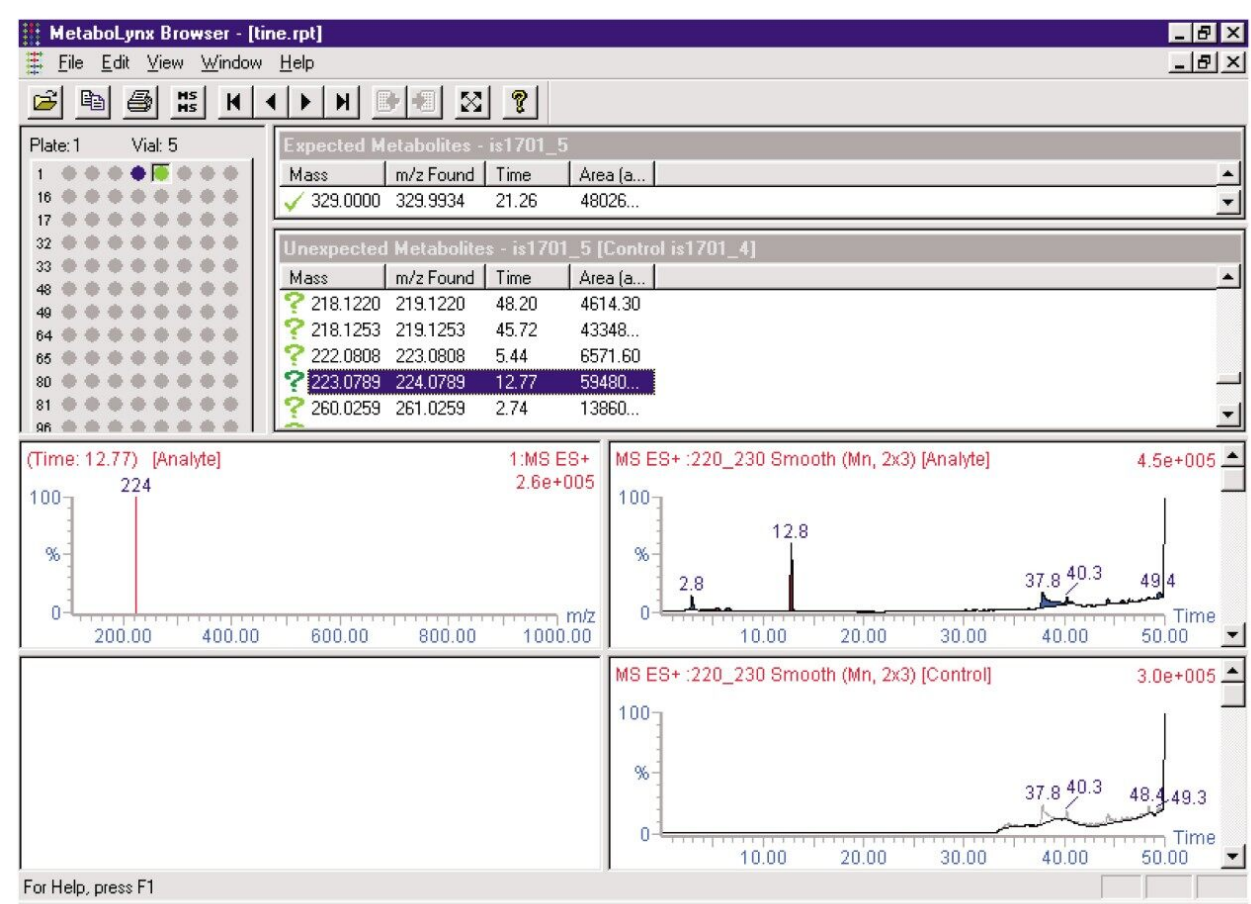 MetaboLynx Browser - [tine.rpt]
File Edit View Window Help
MS
MS
Plate: 1 Vial: 5
1
16
17
32
33
48
49
64
65
80
81
96
Expected Metabolites - is1701_5
Mass m/z Found Time Area (a...
329.0000 329.9934 21.26 48026...
Unexpected Metabolites - is1701_5 [Control is1701_4]
Mass m/z Found Time Area (a...
218.1220 219.1220 48.20 4614.30
218.1253 219.1253 45.72 43348...
222.0808 223.0808 5.44 6571.60
223.0789 224.0789 12.77 59480...
260.0259 261.0259 2.74 13860...
(Time: 12.77) [Analyte] 1:MS ES+
2.6e+005
224
100
%
0
m/z
200.00 400.00 600.00 800.00 1000.00
MS ES+ :220_230 Smooth (Mn, 2x3) [Analyte] 4.5e+005
100
12.8
%
2.8 37.8 40.3 49.4
0
Time
10.00 20.00 30.00 40.00 50.00
MS ES+ :220_230 Smooth (Mn, 2x3) [Control] 3.0e+005
100
%
37.8 40.3 48.4 49.3
0
Time
10.00 20.00 30.00 40.00 50.00
For Help, press F1